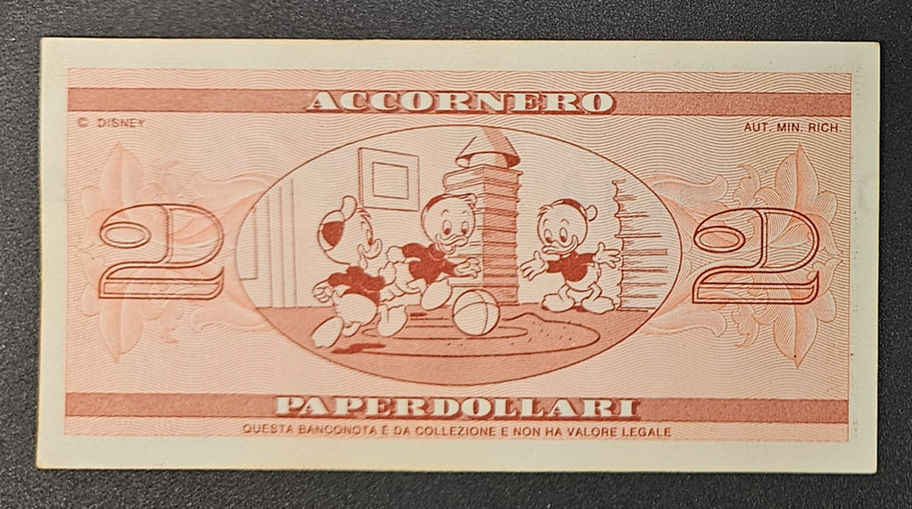 ACCORNERO
© DISNEY
AUT. MIN. RICH.
2 2
PAPERDOLLARI
QUESTA BANCONOTA È DA COLLEZIONE E NON HA VALORE LEGALE